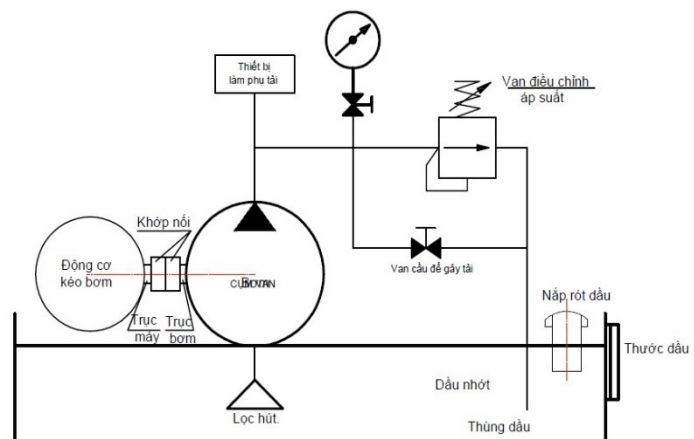 Thiết bị
làm phụ tải
Van điều chỉnh
áp suất
Khớp nối
Động cơ
kéo bơm
Van cầu để gây tải
Nắp rót dầu
Trục
máy
Trục
bơm
Thước dầu
Dầu nhớt
Lọc hút.
Thùng dầu